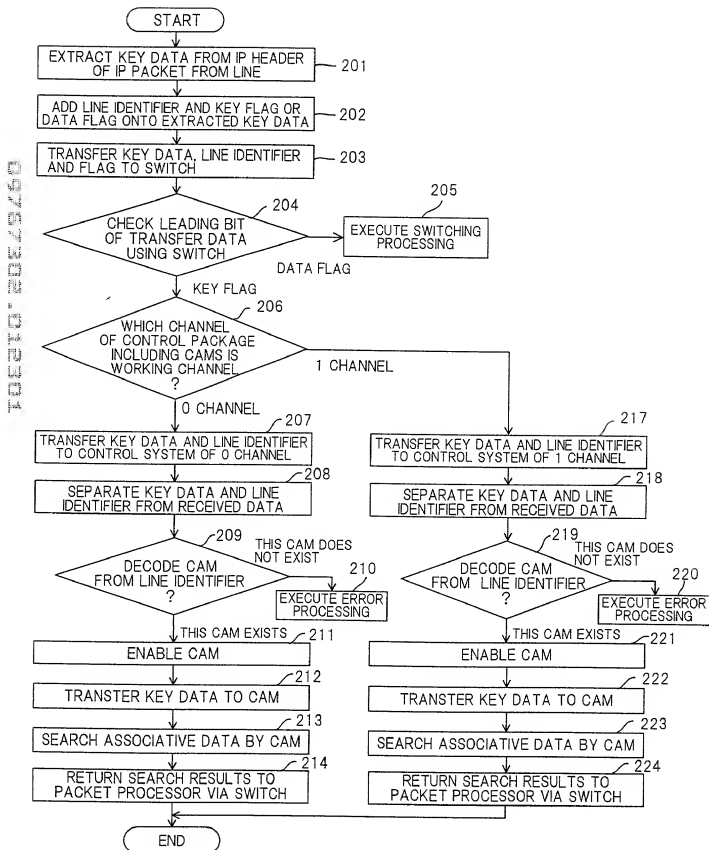 START
EXTRACT KEY DATA FROM IP HEADER
OF IP PACKET FROM LINE
201
ADD LINE IDENTIFIER AND KEY FLAG OR
DATA FLAG ONTO EXTRACTED KEY DATA
202
TRANSFER KEY DATA, LINE IDENTIFIER
AND FLAG TO SWITCH
203
204
CHECK LEADING BIT
OF TRANSFER DATA
USING SWITCH
205
EXECUTE SWITCHING
PROCESSING
DATA FLAG
KEY FLAG
206
WHICH CHANNEL
OF CONTROL PACKAGE
INCLUDING CAMS IS
WORKING CHANNEL
?
1 CHANNEL
0 CHANNEL
207
TRANSFER KEY DATA AND LINE IDENTIFIER
TO CONTROL SYSTEM OF 0 CHANNEL
208
SEPARATE KEY DATA AND LINE
IDENTIFIER FROM RECEIVED DATA
209
DECODE CAM
FROM LINE IDENTIFIER
?
THIS CAM DOES
NOT EXIST
210
EXECUTE ERROR
PROCESSING
THIS CAM EXISTS
211
ENABLE CAM
212
TRANSTER KEY DATA TO CAM
213
SEARCH ASSOCIATIVE DATA BY CAM
214
RETURN SEARCH RESULTS TO
PACKET PROCESSOR VIA SWITCH
217
TRANSFER KEY DATA AND LINE IDENTIFIER
TO CONTROL SYSTEM OF 1 CHANNEL
218
SEPARATE KEY DATA AND LINE
IDENTIFIER FROM RECEIVED DATA
219
DECODE CAM
FROM LINE IDENTIFIER
?
THIS CAM DOES
NOT EXIST
220
EXECUTE ERROR
PROCESSING
THIS CAM EXISTS
221
ENABLE CAM
222
TRANSTER KEY DATA TO CAM
223
SEARCH ASSOCIATIVE DATA BY CAM
224
RETURN SEARCH RESULTS TO
PACKET PROCESSOR VIA SWITCH
END